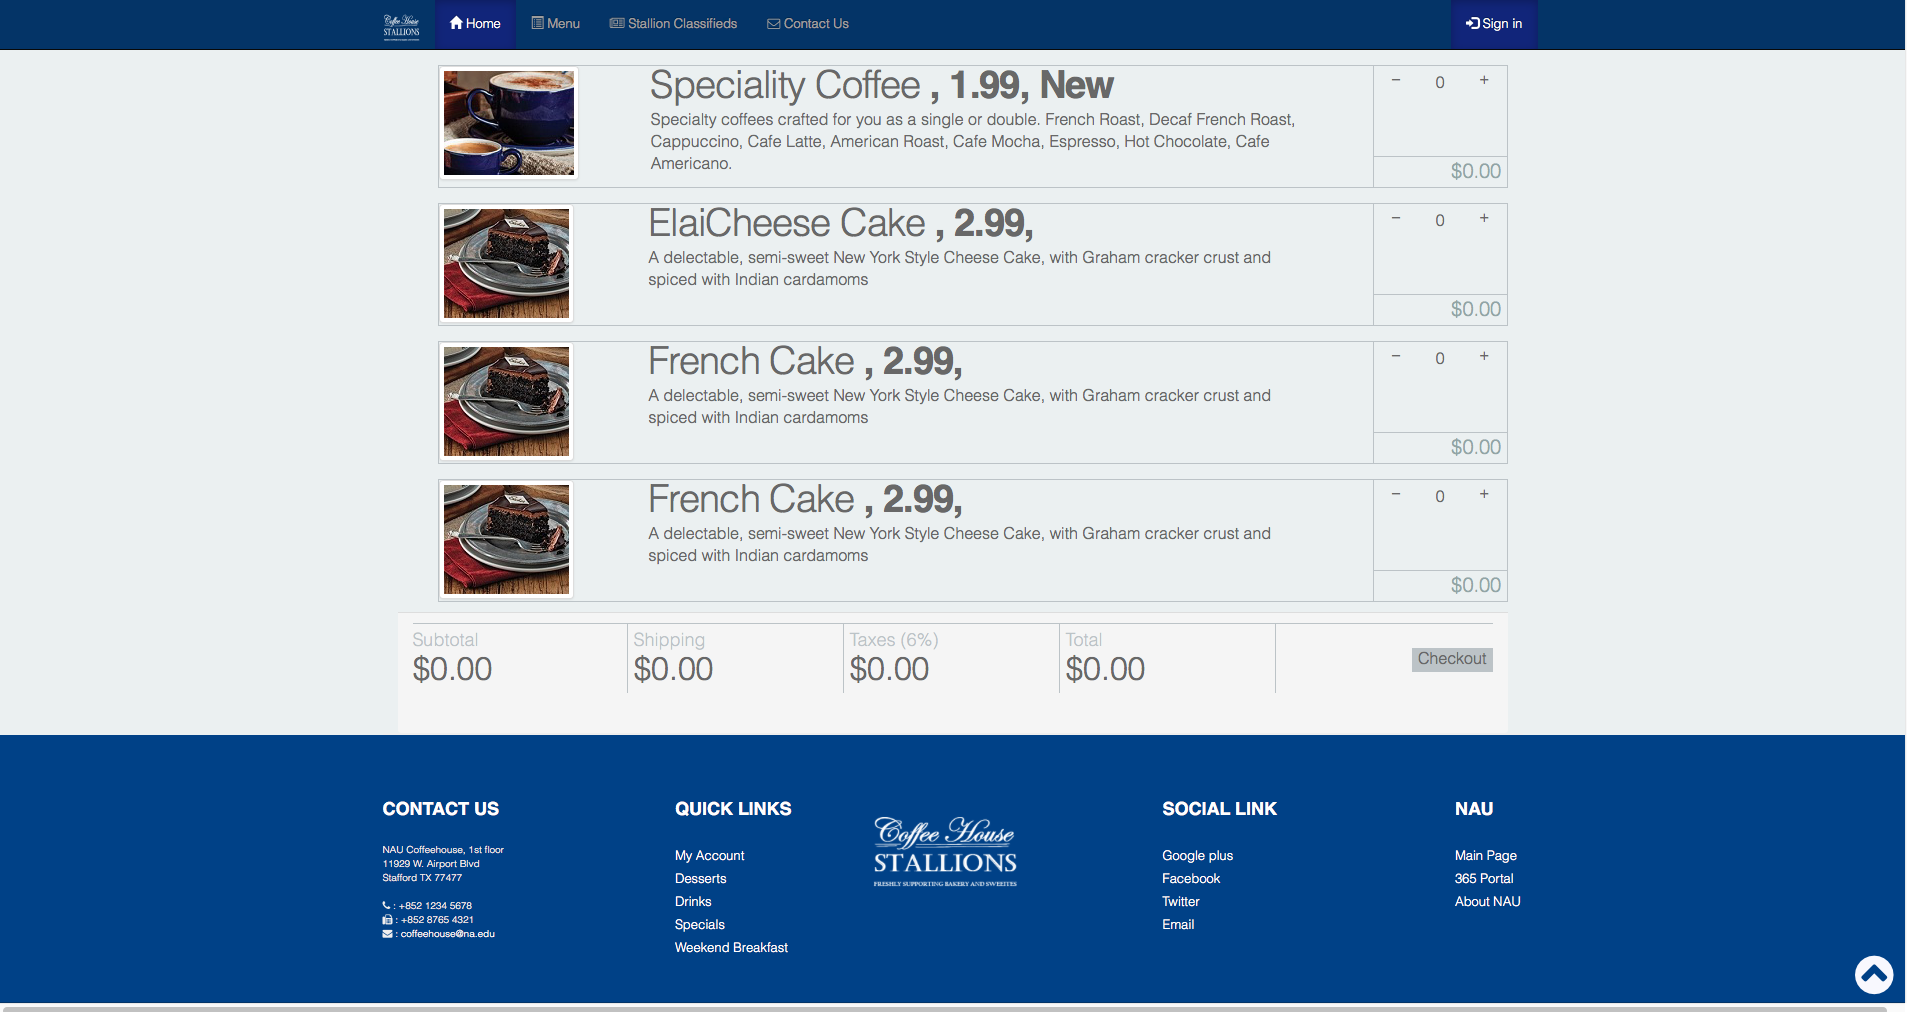 Coffee House
STALLIONS
Home
Menu
Stallion Classifieds
Contact Us
Sign in
Speciality Coffee , 1.99, New
Specialty coffees crafted for you as a single or double. French Roast, Decaf French Roast,
Cappuccino, Cafe Latte, American Roast, Cafe Mocha, Espresso, Hot Chocolate, Cafe
Americano.
− 0 +
$0.00
ElaiCheese Cake , 2.99,
A delectable, semi-sweet New York Style Cheese Cake, with Graham cracker crust and
spiced with Indian cardamoms
− 0 +
$0.00
French Cake , 2.99,
A delectable, semi-sweet New York Style Cheese Cake, with Graham cracker crust and
spiced with Indian cardamoms
− 0 +
$0.00
French Cake , 2.99,
A delectable, semi-sweet New York Style Cheese Cake, with Graham cracker crust and
spiced with Indian cardamoms
− 0 +
$0.00
Subtotal
$0.00
Shipping
$0.00
Taxes (6%)
$0.00
Total
$0.00
Checkout
CONTACT US
NAU Coffeehouse, 1st floor
11929 W. Airport Blvd
Stafford TX 77477
: +852 1234 5678
: +852 8765 4321
: coffeehouse@na.edu
QUICK LINKS
My Account
Desserts
Drinks
Specials
Weekend Breakfast
Coffee House
STALLIONS
FRESHLY SUPPORTING BAKERY AND SWEETIES
SOCIAL LINK
Google plus
Facebook
Twitter
Email
NAU
Main Page
365 Portal
About NAU